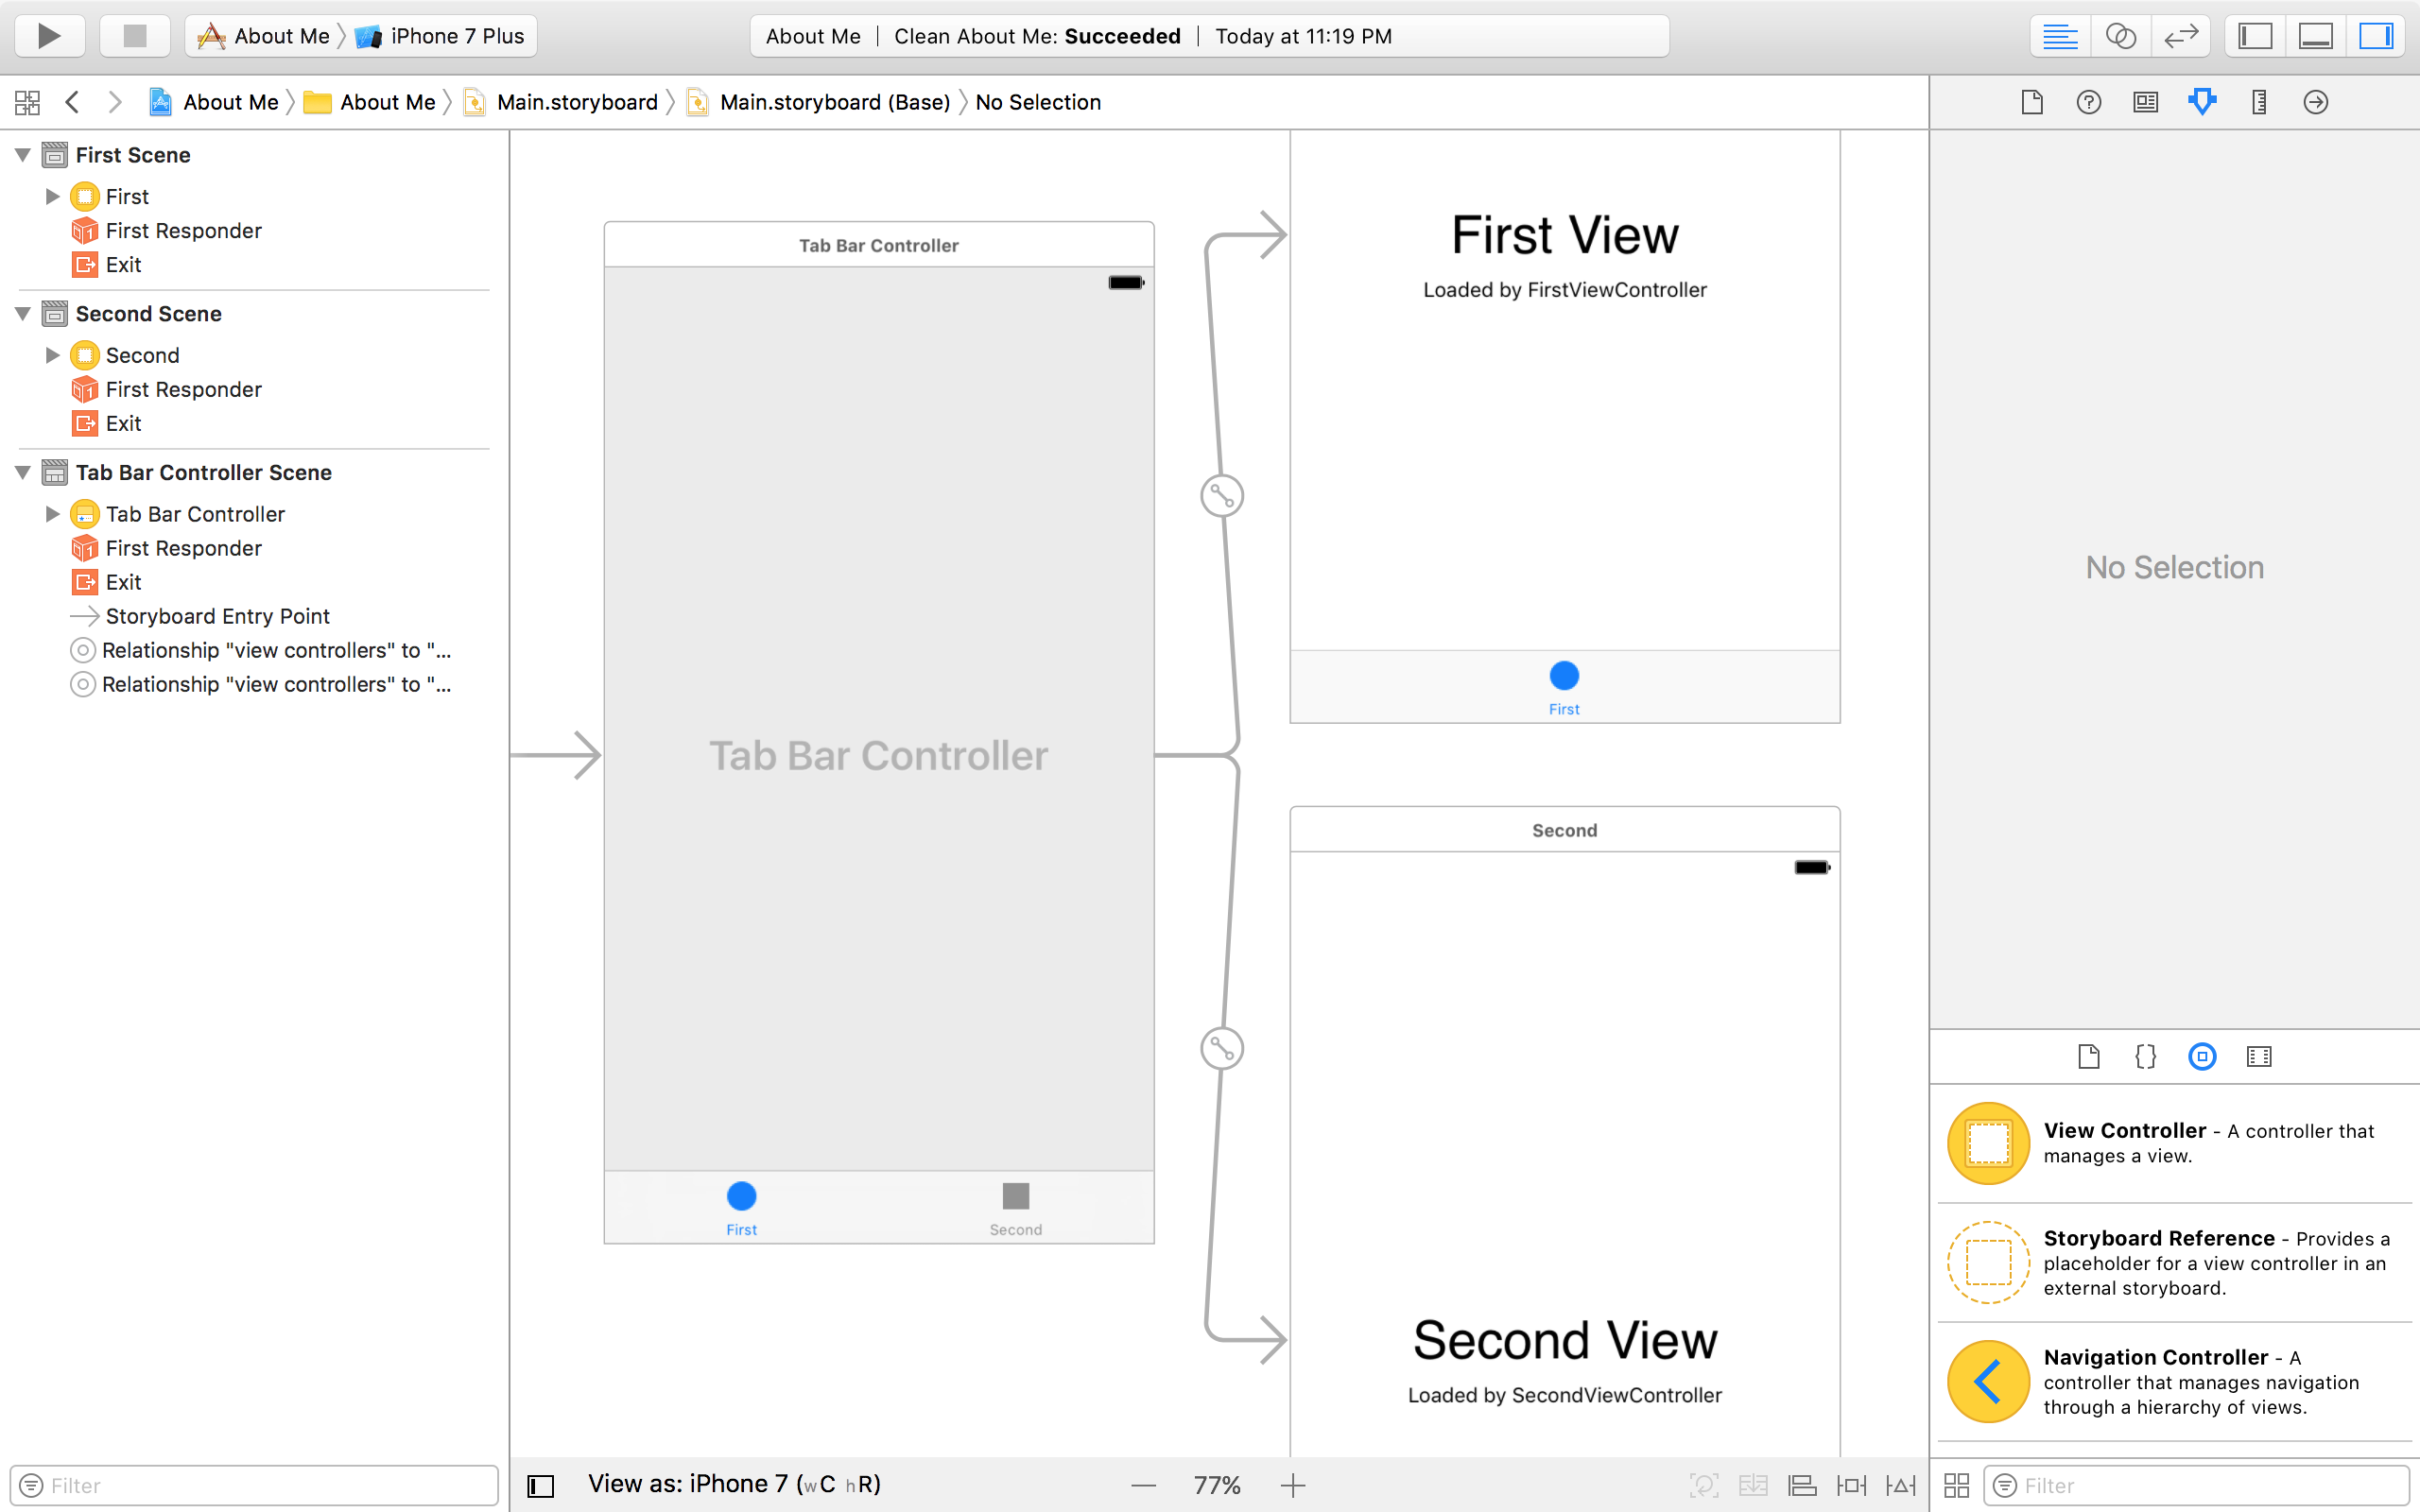 About Me
iPhone 7 Plus
About Me | Clean About Me: Succeeded | Today at 11:19 PM
About Me
About Me
Main.storyboard
Main.storyboard (Base)
No Selection
First Scene
First
First Responder
Exit
Second Scene
Second
First Responder
Exit
Tab Bar Controller Scene
Tab Bar Controller
First Responder
Exit
Storyboard Entry Point
Relationship "view controllers" to "...
Relationship "view controllers" to "...
Filter
Tab Bar Controller
Tab Bar Controller
First
Second
First View
Loaded by FirstViewController
First
Second
Second View
Loaded by SecondViewController
View as: iPhone 7 (wC hR)
77%
No Selection
View Controller - A controller that
manages a view.
Storyboard Reference - Provides a
placeholder for a view controller in an
external storyboard.
Navigation Controller - A
controller that manages navigation
through a hierarchy of views.
Filter